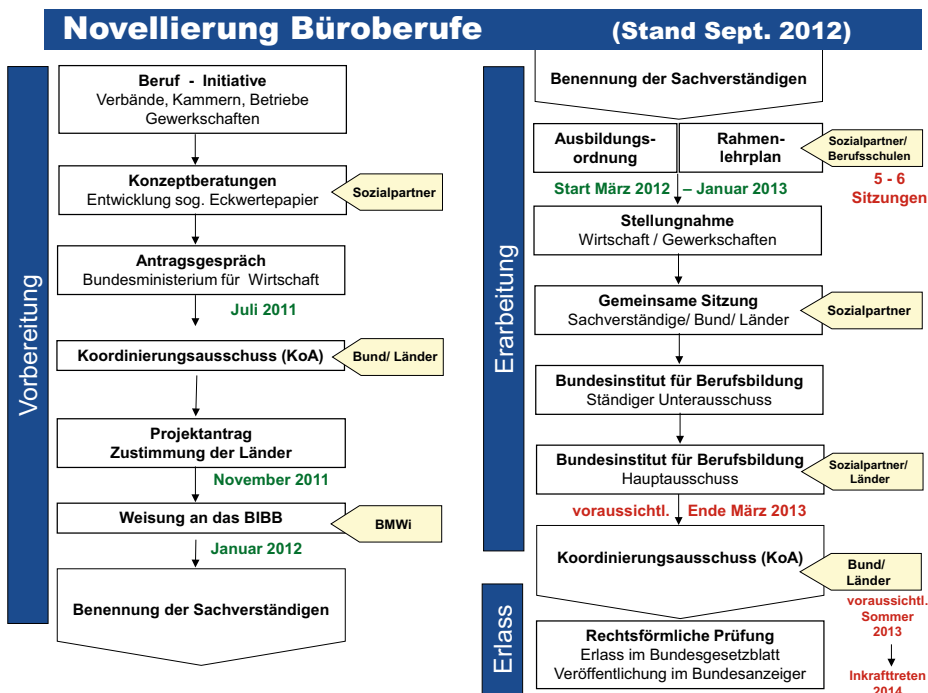 Novellierung Büroberufe (Stand Sept. 2012)
Vorbereitung
Beruf - Initiative
Verbände, Kammern, Betriebe
Gewerkschaften
Konzeptberatungen
Entwicklung sog. Eckwertepapier
Sozialpartner
Antragsgespräch
Bundesministerium für Wirtschaft
Juli 2011
Koordinierungsausschuss (KoA)
Bund/ Länder
Projektantrag
Zustimmung der Länder
November 2011
Weisung an das BIBB
BMWi
Januar 2012
Benennung der Sachverständigen
Erarbeitung
Benennung der Sachverständigen
Ausbildungs-
ordnung
Rahmen-
lehrplan
Sozialpartner/
Berufsschulen
5 - 6
Sitzungen
Start März 2012 – Januar 2013
Stellungnahme
Wirtschaft / Gewerkschaften
Gemeinsame Sitzung
Sachverständige/ Bund/ Länder
Sozialpartner
Bundesinstitut für Berufsbildung
Ständiger Unterausschuss
Bundesinstitut für Berufsbildung
Hauptausschuss
Sozialpartner/
Länder
voraussichtl. Ende März 2013
Koordinierungsausschuss (KoA)
Bund/
Länder
voraussichtl.
Sommer
2013
Erlass
Rechtsförmliche Prüfung
Erlass im Bundesgesetzblatt
Veröffentlichung im Bundesanzeiger
Inkrafttreten
2014